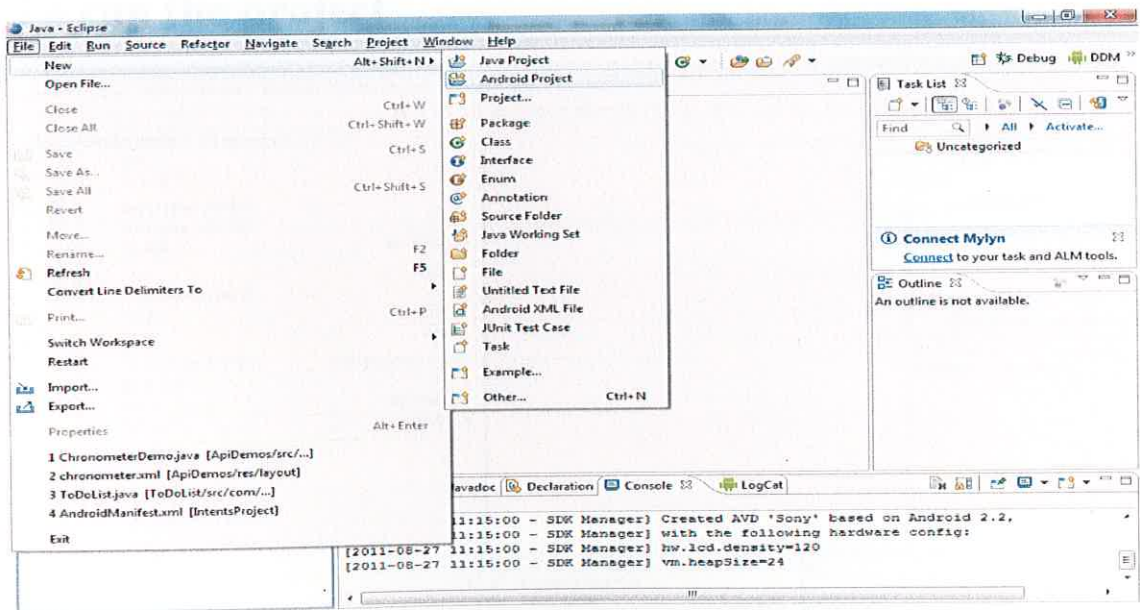 Java - Eclipse
File Edit Run Source Refactor Navigate Search Project Window Help
New Alt+Shift+N
Open File...
Close Ctrl+W
Close All Ctrl+Shift+W
Save Ctrl+S
Save As...
Save All Ctrl+Shift+S
Revert
Move...
Rename... F2
Refresh F5
Convert Line Delimiters To
Print... Ctrl+P
Switch Workspace
Restart
Import...
Export...
Properties Alt+Enter
1 ChronometerDemo.java [ApiDemos/src/...]
2 chronometer.xml [ApiDemos/res/layout]
3 ToDoList.java [ToDoList/src/com/...]
4 AndroidManifest.xml [IntentsProject]
Exit
Java Project
Android Project
Project...
Package
Class
Interface
Enum
Annotation
Source Folder
Java Working Set
Folder
File
Untitled Text File
Android XML File
JUnit Test Case
Task
Example...
Other... Ctrl+N
Debug DDM
Task List
Find All Activate...
Uncategorized
Connect Mylyn
Connect to your task and ALM tools.
Outline
An outline is not available.
avadoc Declaration Console LogCat
11:15:00 - SDK Manager] Created AVD 'Sony' based on Android 2.2,
11:15:00 - SDK Manager] with the following hardware config:
[2011-08-27 11:15:00 - SDK Manager] hw.lcd.density=120
[2011-08-27 11:15:00 - SDK Manager] vm.heapSize=24